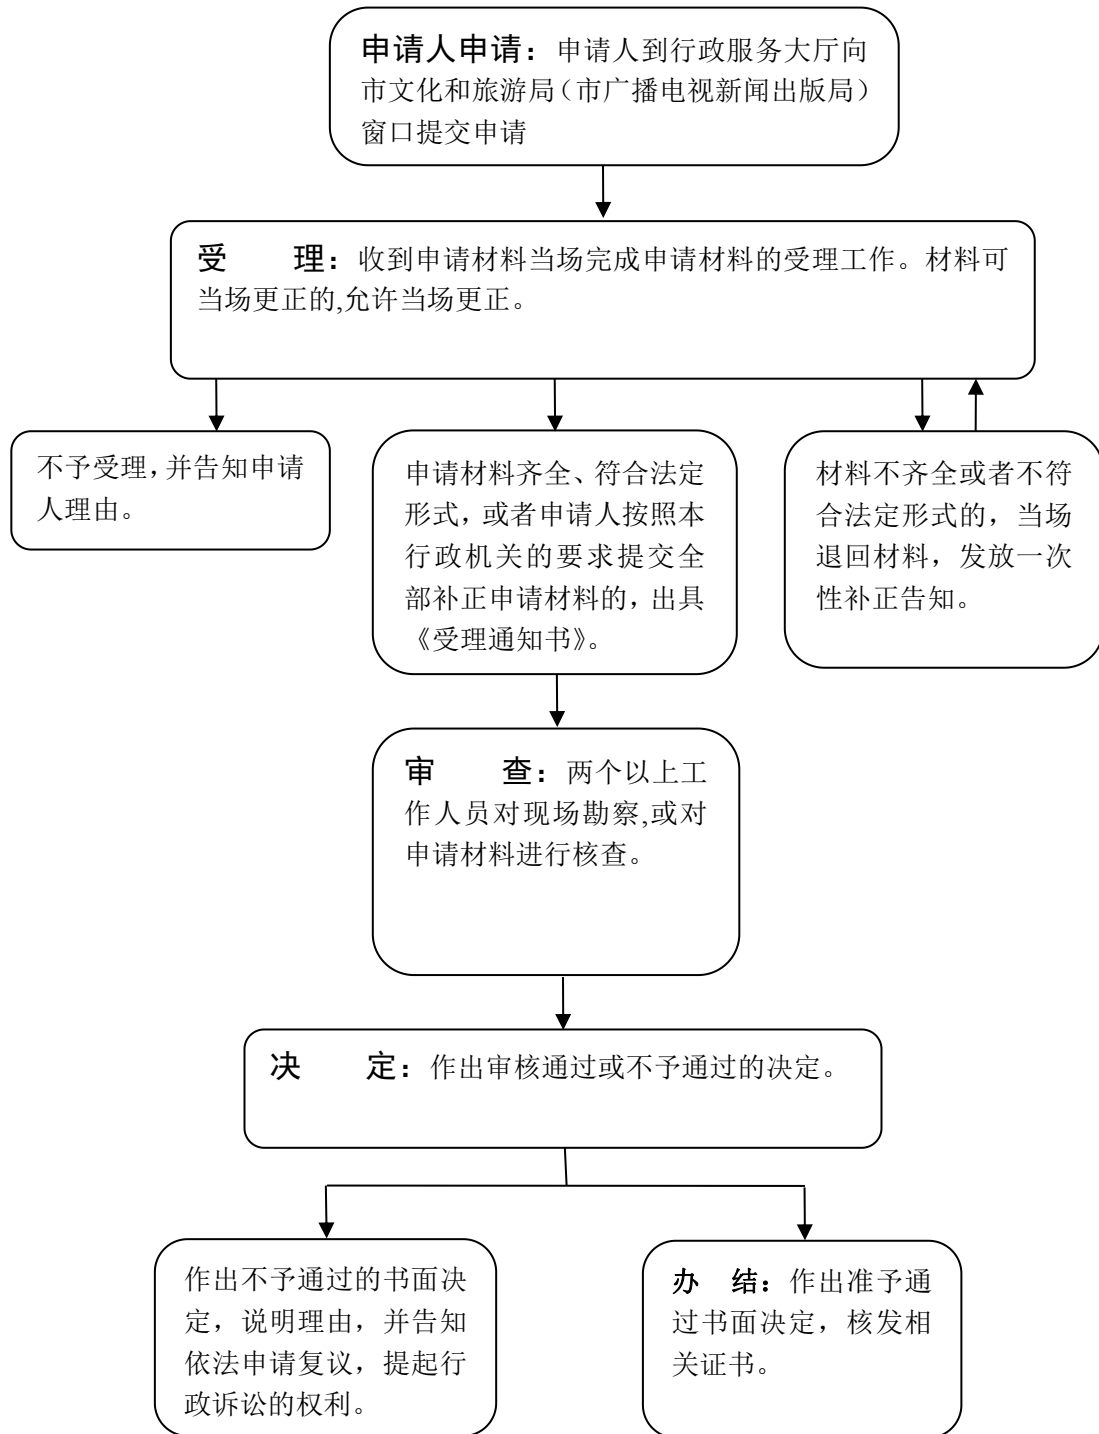 申请人申请：申请人到行政服务大厅向
市文化和旅游局（市广播电视新闻出版局）
窗口提交申请
受　　理：收到申请材料当场完成申请材料的受理工作。材料可
当场更正的,允许当场更正。
不予受理，并告知申请
人理由。
申请材料齐全、符合法定
形式，或者申请人按照本
行政机关的要求提交全
部补正申请材料的，出具
《受理通知书》。
材料不齐全或者不符
合法定形式的，当场
退回材料，发放一次
性补正告知。
审　　查：两个以上工
作人员对现场勘察,或对
申请材料进行核查。
决　　定：作出审核通过或不予通过的决定。
作出不予通过的书面决
定，说明理由，并告知
依法申请复议，提起行
政诉讼的权利。
办　结：作出准予通
过书面决定，核发相
关证书。